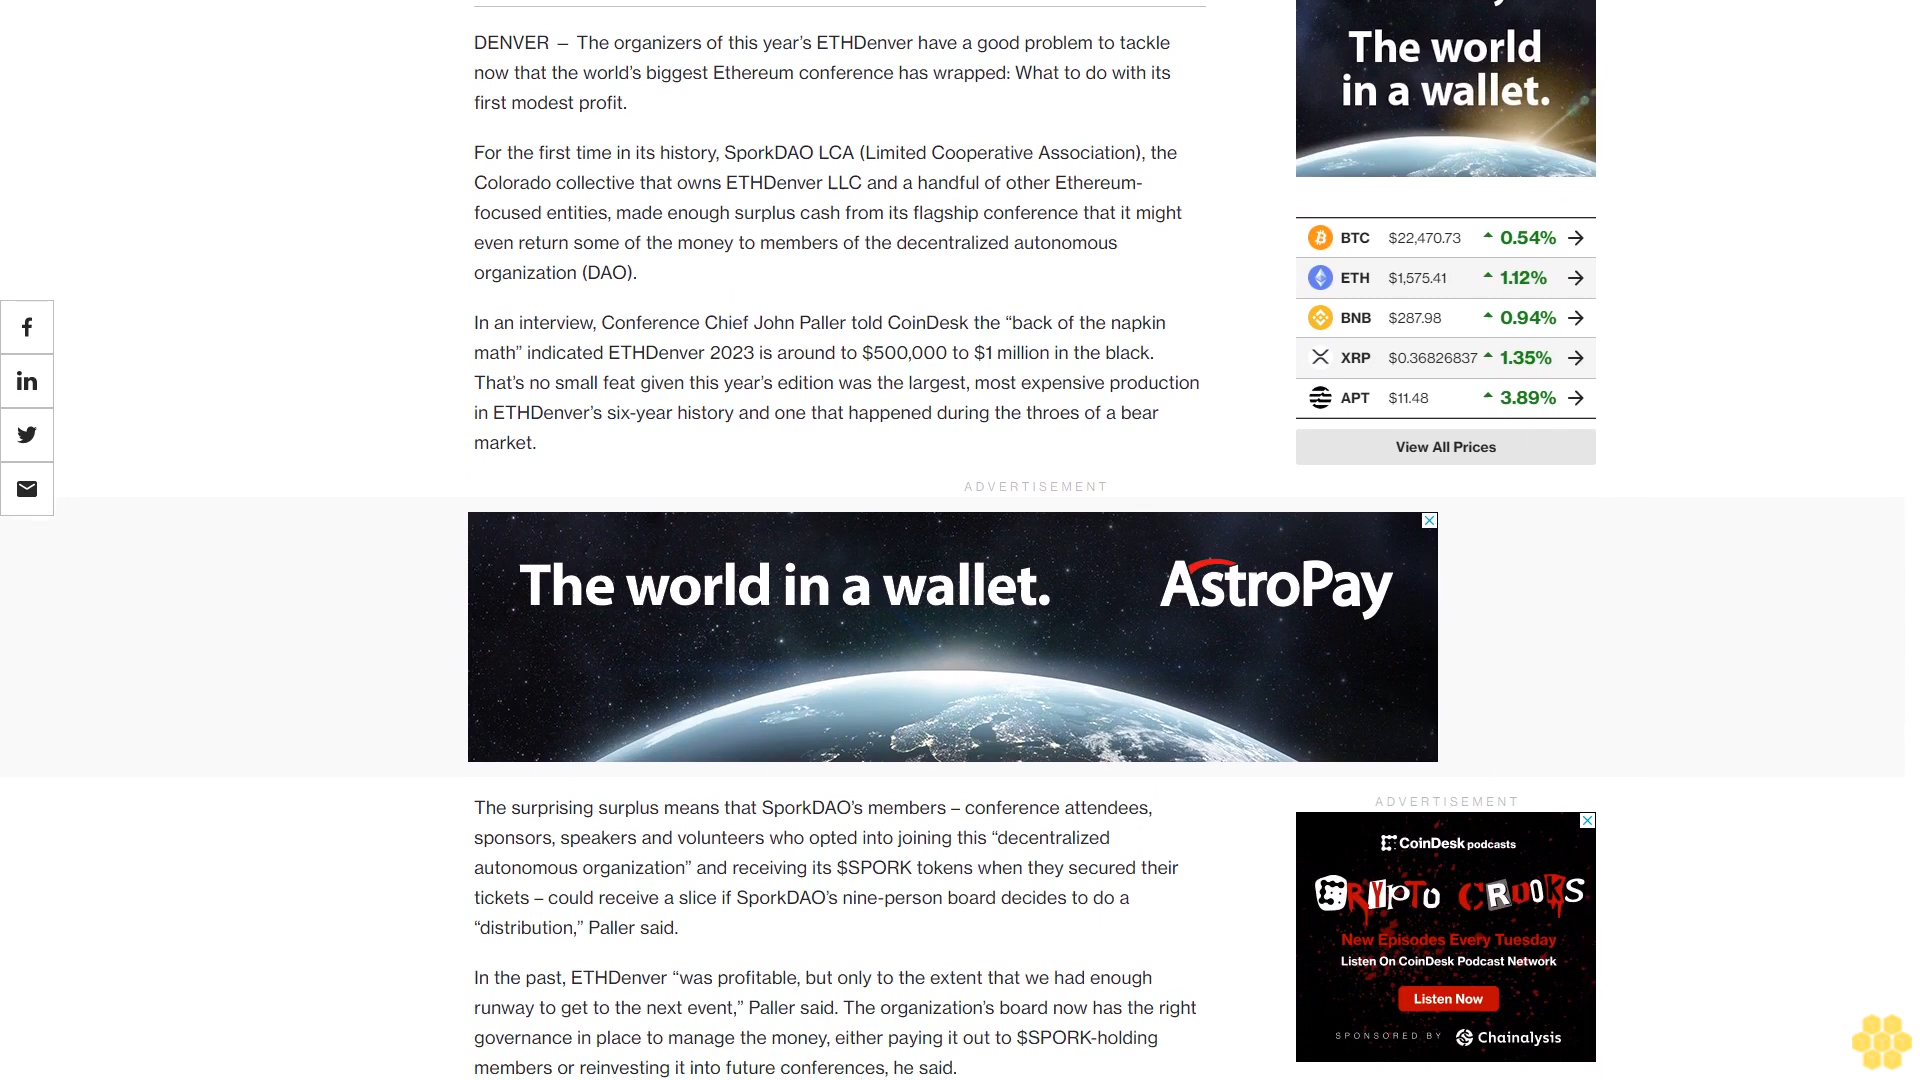 DENVER — The organizers of this year’s ETHDenver have a good problem to tackle
now that the world’s biggest Ethereum conference has wrapped: What to do with its
first modest profit.
For the first time in its history, SporkDAO LCA (Limited Cooperative Association), the
Colorado collective that owns ETHDenver LLC and a handful of other Ethereum-
focused entities, made enough surplus cash from its flagship conference that it might
even return some of the money to members of the decentralized autonomous
organization (DAO).
In an interview, Conference Chief John Paller told CoinDesk the “back of the napkin
math” indicated ETHDenver 2023 is around to $500,000 to $1 million in the black.
That’s no small feat given this year’s edition was the largest, most expensive production
in ETHDenver’s six-year history and one that happened during the throes of a bear
market.
The world
in a wallet.
BTC $22,470.73 0.54%
ETH $1,575.41 1.12%
BNB $287.98 0.94%
XRP $0.36826837 1.35%
APT $11.48 3.89%
View All Prices
ADVERTISEMENT
The world in a wallet. AstroPay
The surprising surplus means that SporkDAO’s members – conference attendees,
sponsors, speakers and volunteers who opted into joining this “decentralized
autonomous organization” and receiving its $SPORK tokens when they secured their
tickets – could receive a slice if SporkDAO’s nine-person board decides to do a
“distribution,” Paller said.
In the past, ETHDenver “was profitable, but only to the extent that we had enough
runway to get to the next event,” Paller said. The organization’s board now has the right
governance in place to manage the money, either paying it out to $SPORK-holding
members or reinvesting it into future conferences, he said.
ADVERTISEMENT
CoinDesk podcasts
CRYPTO CROOKS
New Episodes Every Tuesday
Listen On CoinDesk Podcast Network
Listen Now
SPONSORED BY Chainalysis